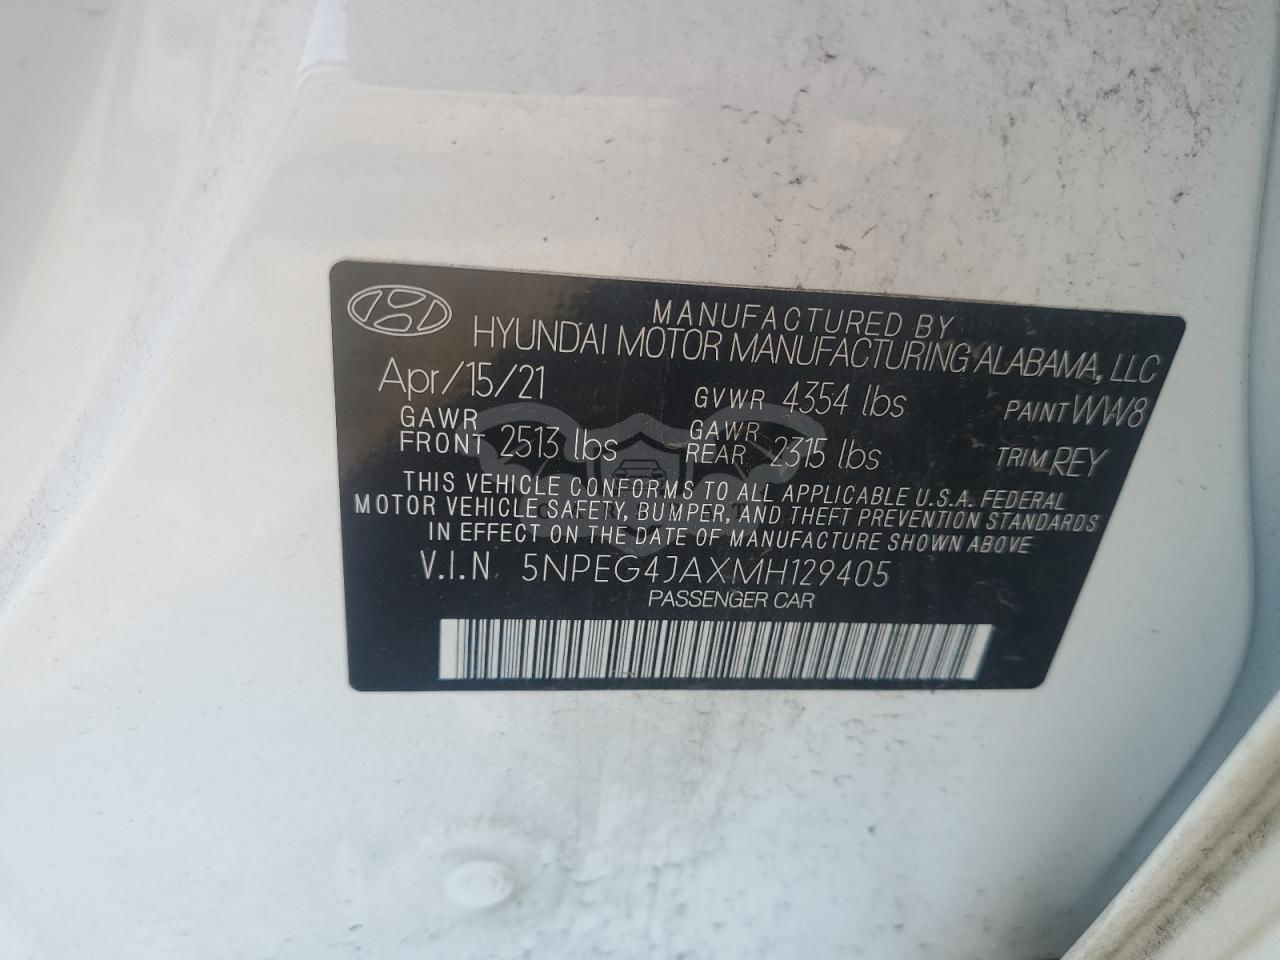 MANUFACTURED BY
HYUNDAI MOTOR MANUFACTURING ALABAMA, LLC
Apr/15/21 GVWR 4354 lbs PAINT WW8
GAWR FRONT 2513 lbs GAWR REAR 2315 lbs TRIM REY
THIS VEHICLE CONFORMS TO ALL APPLICABLE U.S.A. FEDERAL
MOTOR VEHICLE SAFETY, BUMPER, AND THEFT PREVENTION STANDARDS
IN EFFECT ON THE DATE OF MANUFACTURE SHOWN ABOVE
V.I.N 5NPEG4JAXMH129405
PASSENGER CAR